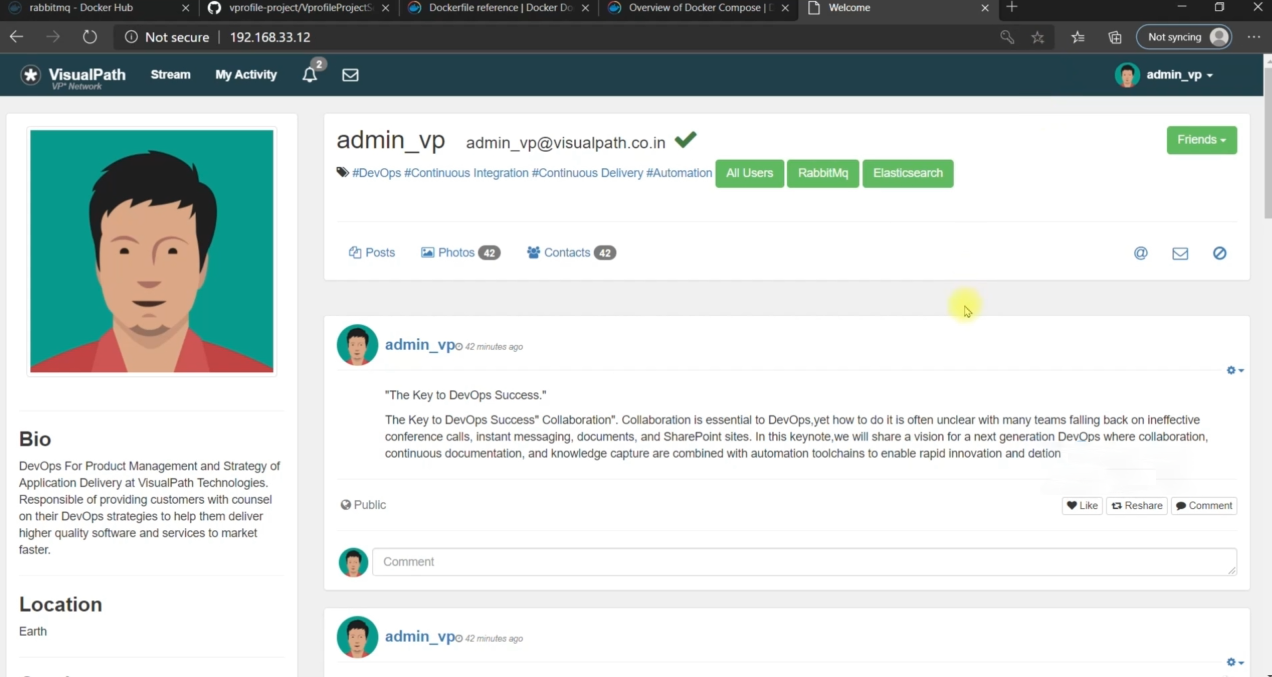 rabbitmq - Docker Hub
vprofile-project/VprofileProjectS
Dockerfile reference | Docker Do
Overview of Docker Compose | D
Welcome
Not secure | 192.168.33.12
Not syncing
VisualPath
VP* Network
Stream
My Activity
2
admin_vp
admin_vp admin_vp@visualpath.co.in
Friends
#DevOps #Continuous Integration #Continuous Delivery #Automation All Users RabbitMq Elasticsearch
Posts Photos 42 Contacts 42
@
admin_vp 42 minutes ago
"The Key to DevOps Success."
The Key to DevOps Success" Collaboration". Collaboration is essential to DevOps,yet how to do it is often unclear with many teams falling back on ineffective
conference calls, instant messaging, documents, and SharePoint sites. In this keynote,we will share a vision for a next generation DevOps where collaboration,
continuous documentation, and knowledge capture are combined with automation toolchains to enable rapid innovation and detion
Public
Like Reshare Comment
Comment
admin_vp 42 minutes ago
Bio
DevOps For Product Management and Strategy of
Application Delivery at VisualPath Technologies.
Responsible of providing customers with counsel
on their DevOps strategies to help them deliver
higher quality software and services to market
faster.
Location
Earth